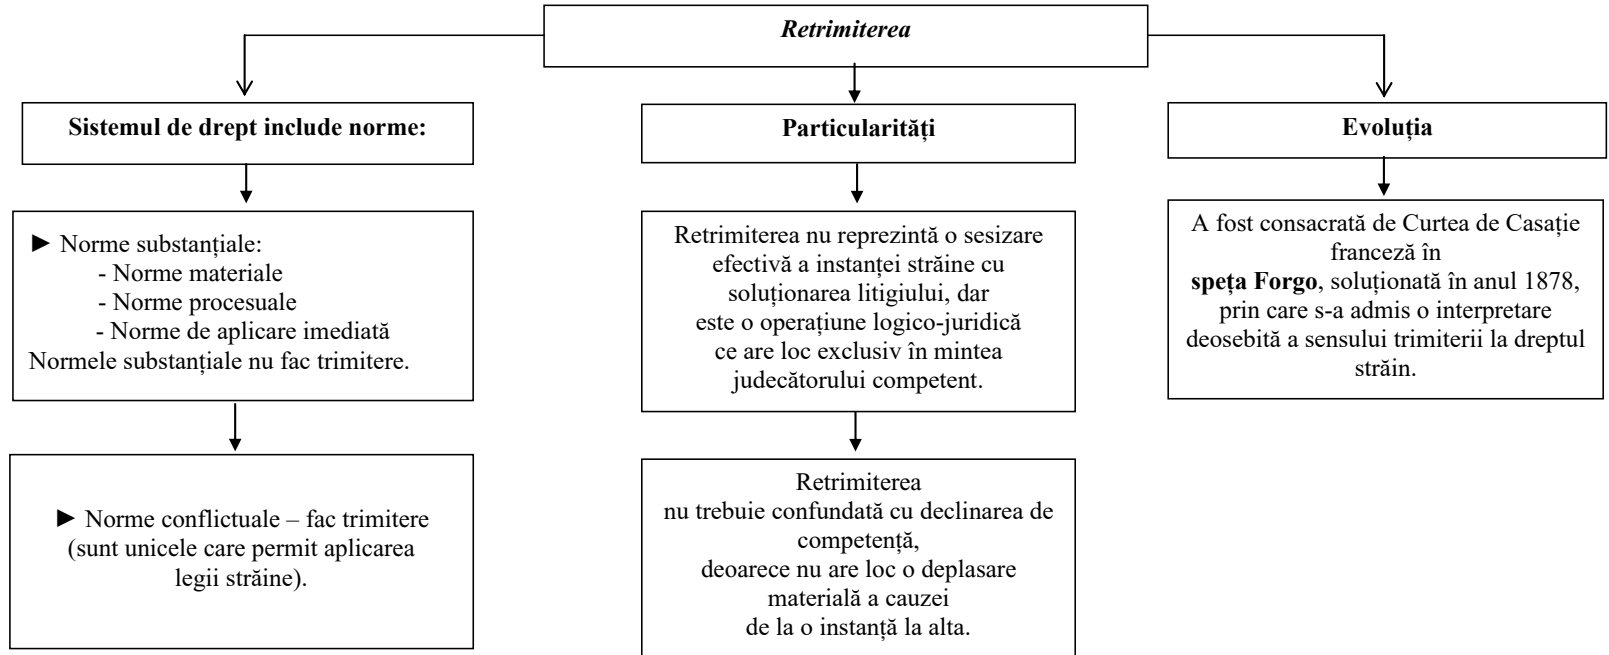 Retrimiterea
Sistemul de drept include norme:
► Norme substanțiale:
- Norme materiale
- Norme procesuale
- Norme de aplicare imediată
Normele substanțiale nu fac trimitere.
► Norme conflictuale – fac trimitere
(sunt unicele care permit aplicarea
legii străine).
Particularități
Retrimiterea nu reprezintă o sesizare
efectivă a instanței străine cu
soluționarea litigiului, dar
este o operațiune logico-juridică
ce are loc exclusiv în mintea
judecătorului competent.
Retrimiterea
nu trebuie confundată cu declinarea de
competență,
deoarece nu are loc o deplasare
materială a cauzei
de la o instanță la alta.
Evoluția
A fost consacrată de Curtea de Casație
franceză în
speța Forgo, soluționată în anul 1878,
prin care s-a admis o interpretare
deosebită a sensului trimiterii la dreptul
străin.